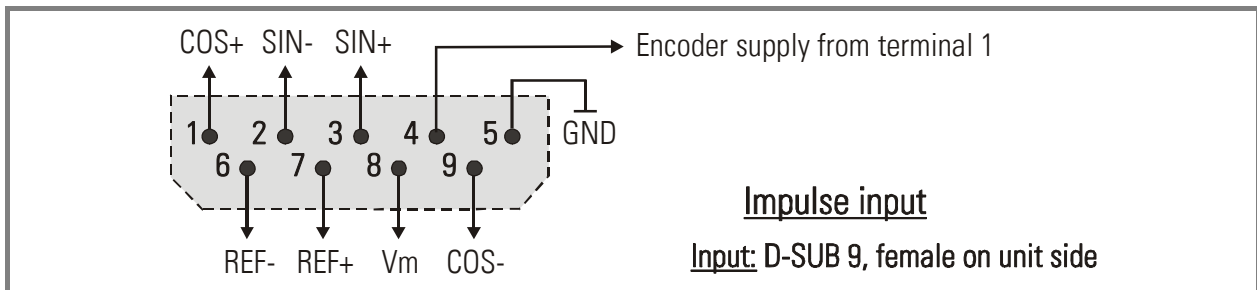 COS+ SIN- SIN+
Encoder supply from terminal 1
1 2 3 4 5 GND
6 7 8 9
Impulse input
REF- REF+ Vm COS-
Input: D-SUB 9, female on unit side